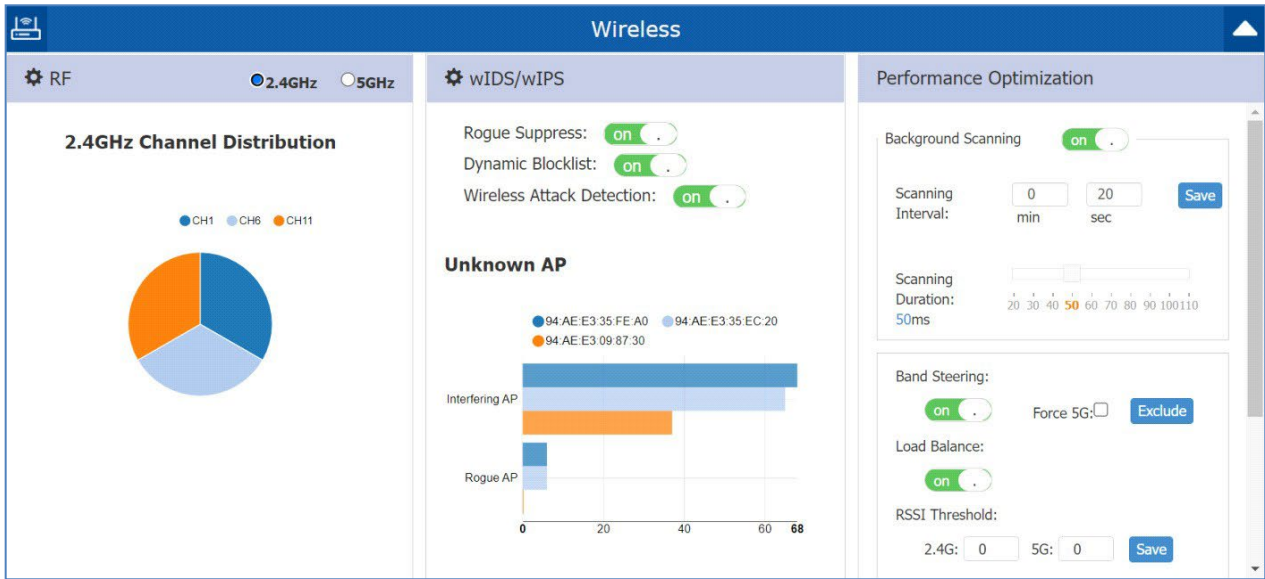 Wireless
RF
2.4GHz 5GHz
2.4GHz Channel Distribution
CH1 CH6 CH11
wIDS/wIPS
Rogue Suppress: on .
Dynamic Blocklist: on .
Wireless Attack Detection: on .
Unknown AP
94:AE:E3:35:FE:A0 94:AE:E3:35:EC:20
94:AE:E3:09:87:30
Interfering AP
Rogue AP
0 20 40 60 68
Performance Optimization
Background Scanning on .
Scanning
Interval:
0 20 Save
min sec
Scanning
Duration:
50ms
20 30 40 50 60 70 80 90 100110
Band Steering:
on . Force 5G: Exclude
Load Balance:
on .
RSSI Threshold:
2.4G: 0 5G: 0 Save